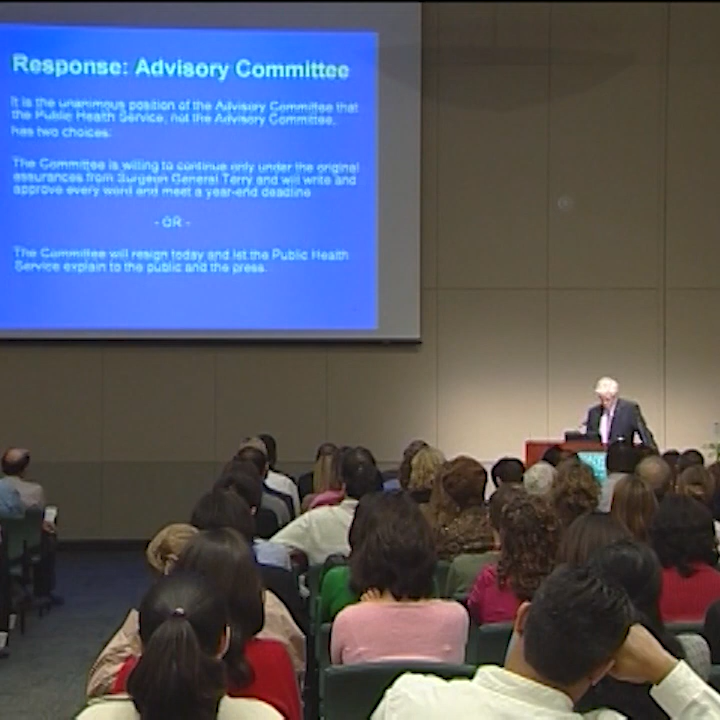 Response: Advisory Committee
It is the unanimous position of the Advisory Committee that
the Public Health Service, not the Advisory Committee,
has two choices:
The Committee is willing to continue only under the original
assurances from Surgeon General Terry and will write and
approve every word and meet a year-end deadline
- OR -
The Committee will resign today and let the Public Health
Service explain to the public and the press.